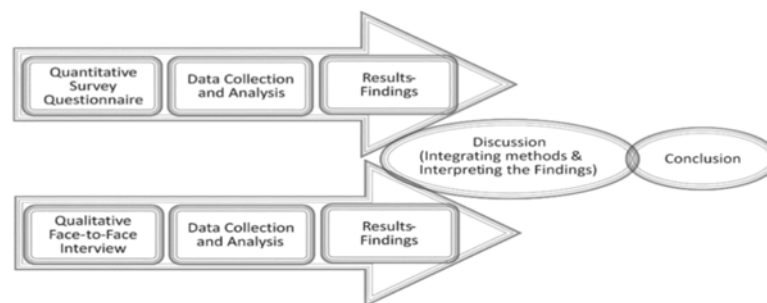 Quantitative
Survey
Questionnaire
Data Collection
and Analysis
Results-
Findings
Discussion
(Integrating methods &
Interpreting the Findings)
Conclusion
Qualitative
Face-to-Face
Interview
Data Collection
and Analysis
Results-
Findings